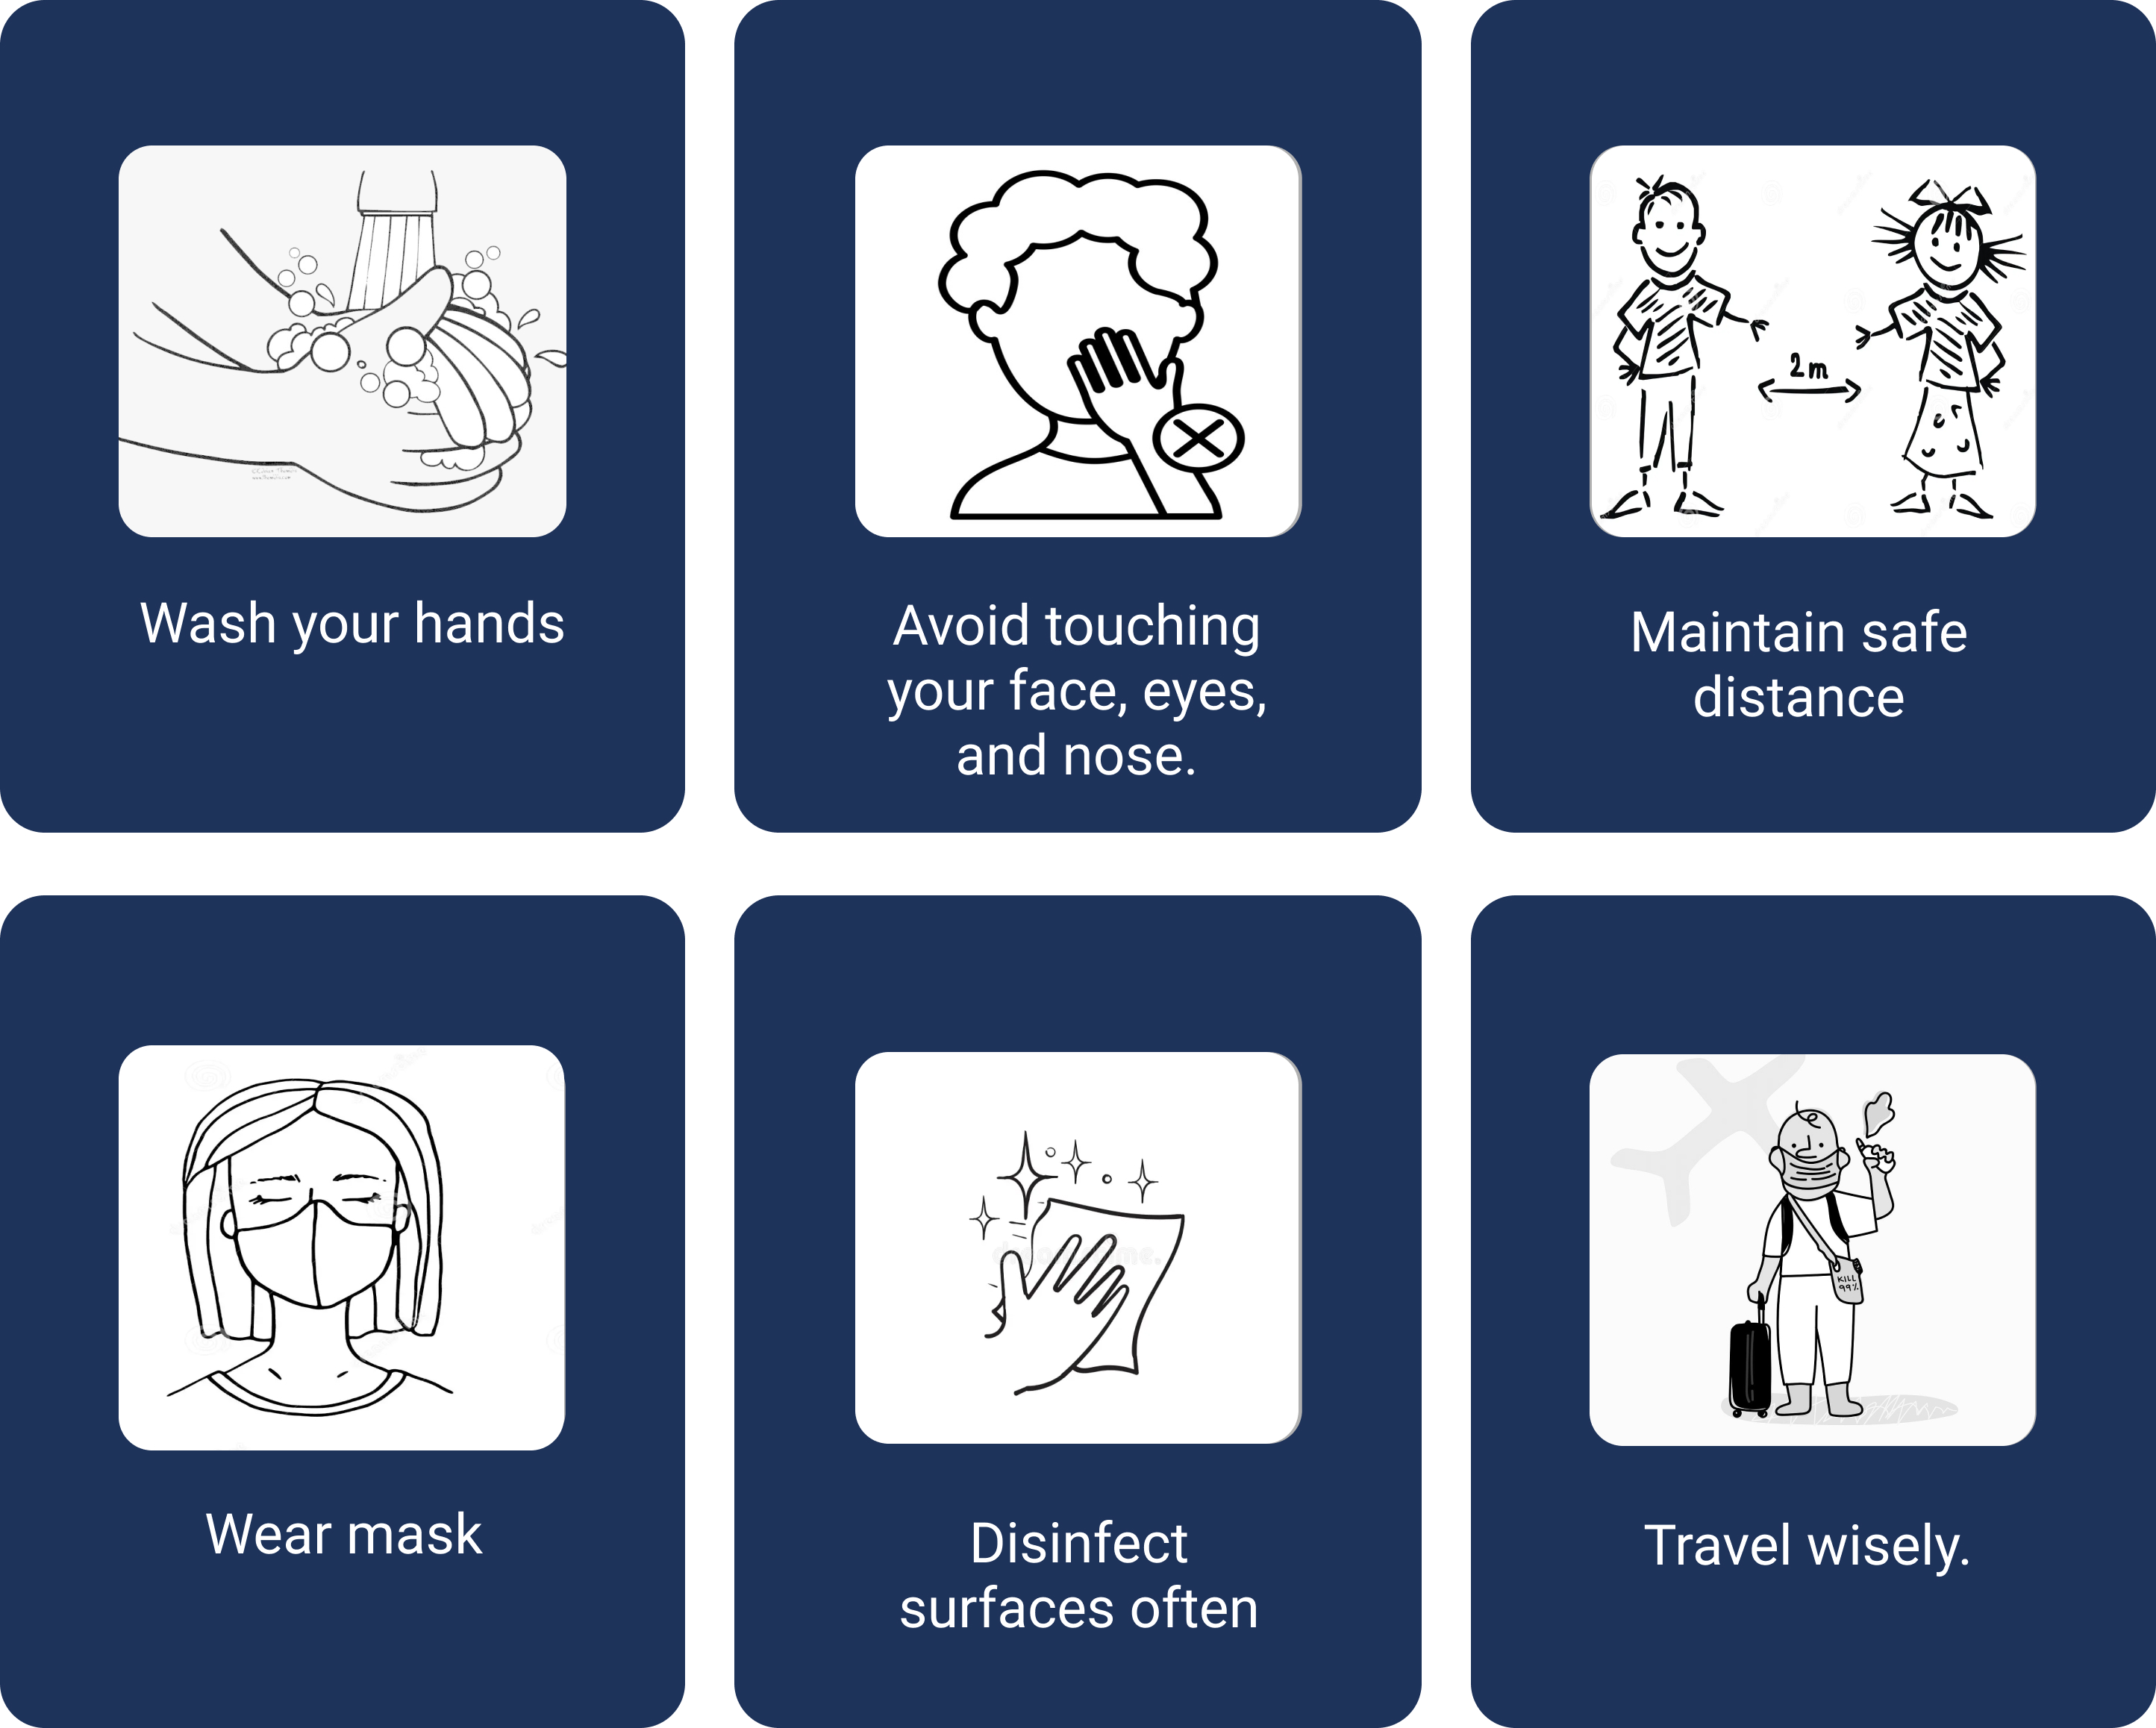 2m
Wash your hands
Avoid touching
your face, eyes,
and nose.
Maintain safe
distance
KILL
99%
Wear mask
Disinfect
surfaces often
Travel wisely.